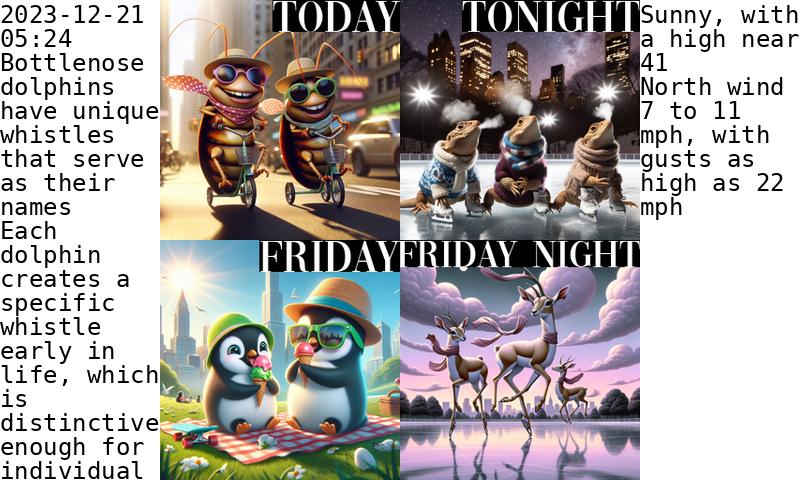 2023-12-21
05:24
Bottlenose
dolphins
have unique
whistles
that serve
as their
names
Each
dolphin
creates a
specific
whistle
early in
life, which
is
distinctive
enough for
individual
TODAY
TONIGHT
FRIDAY
FRIDAY NIGHT
Sunny, with
a high near
41
North wind
7 to 11
mph, with
gusts as
high as 22
mph